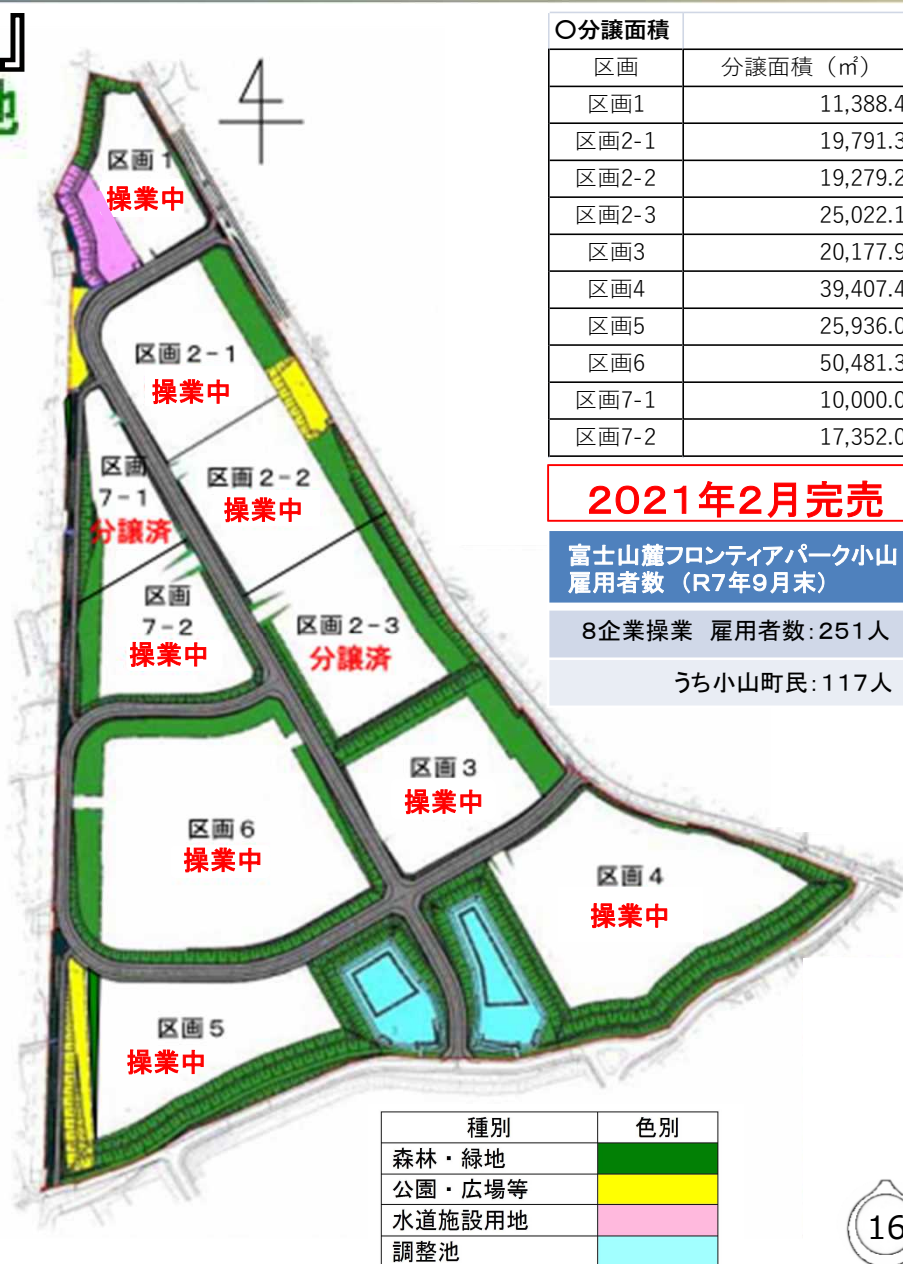 』
地
区画1
操業中
区画2-1
操業中
区画
7-1
分譲済
区画2-2
操業中
区画
7-2
操業中
区画2-3
分譲済
区画3
操業中
区画6
操業中
区画4
操業中
区画5
操業中
〇分譲面積
区画 分譲面積（㎡）
区画1 11,388.4
区画2-1 19,791.3
区画2-2 19,279.2
区画2-3 25,022.1
区画3 20,177.9
区画4 39,407.4
区画5 25,936.0
区画6 50,481.3
区画7-1 10,000.0
区画7-2 17,352.0
2021年2月完売
富士山麓フロンティアパーク小山
雇用者数（R7年9月末）
8企業操業 雇用者数：251人
うち小山町民：117人
種別 色別
森林・緑地
公園・広場等
水道施設用地
調整池
16